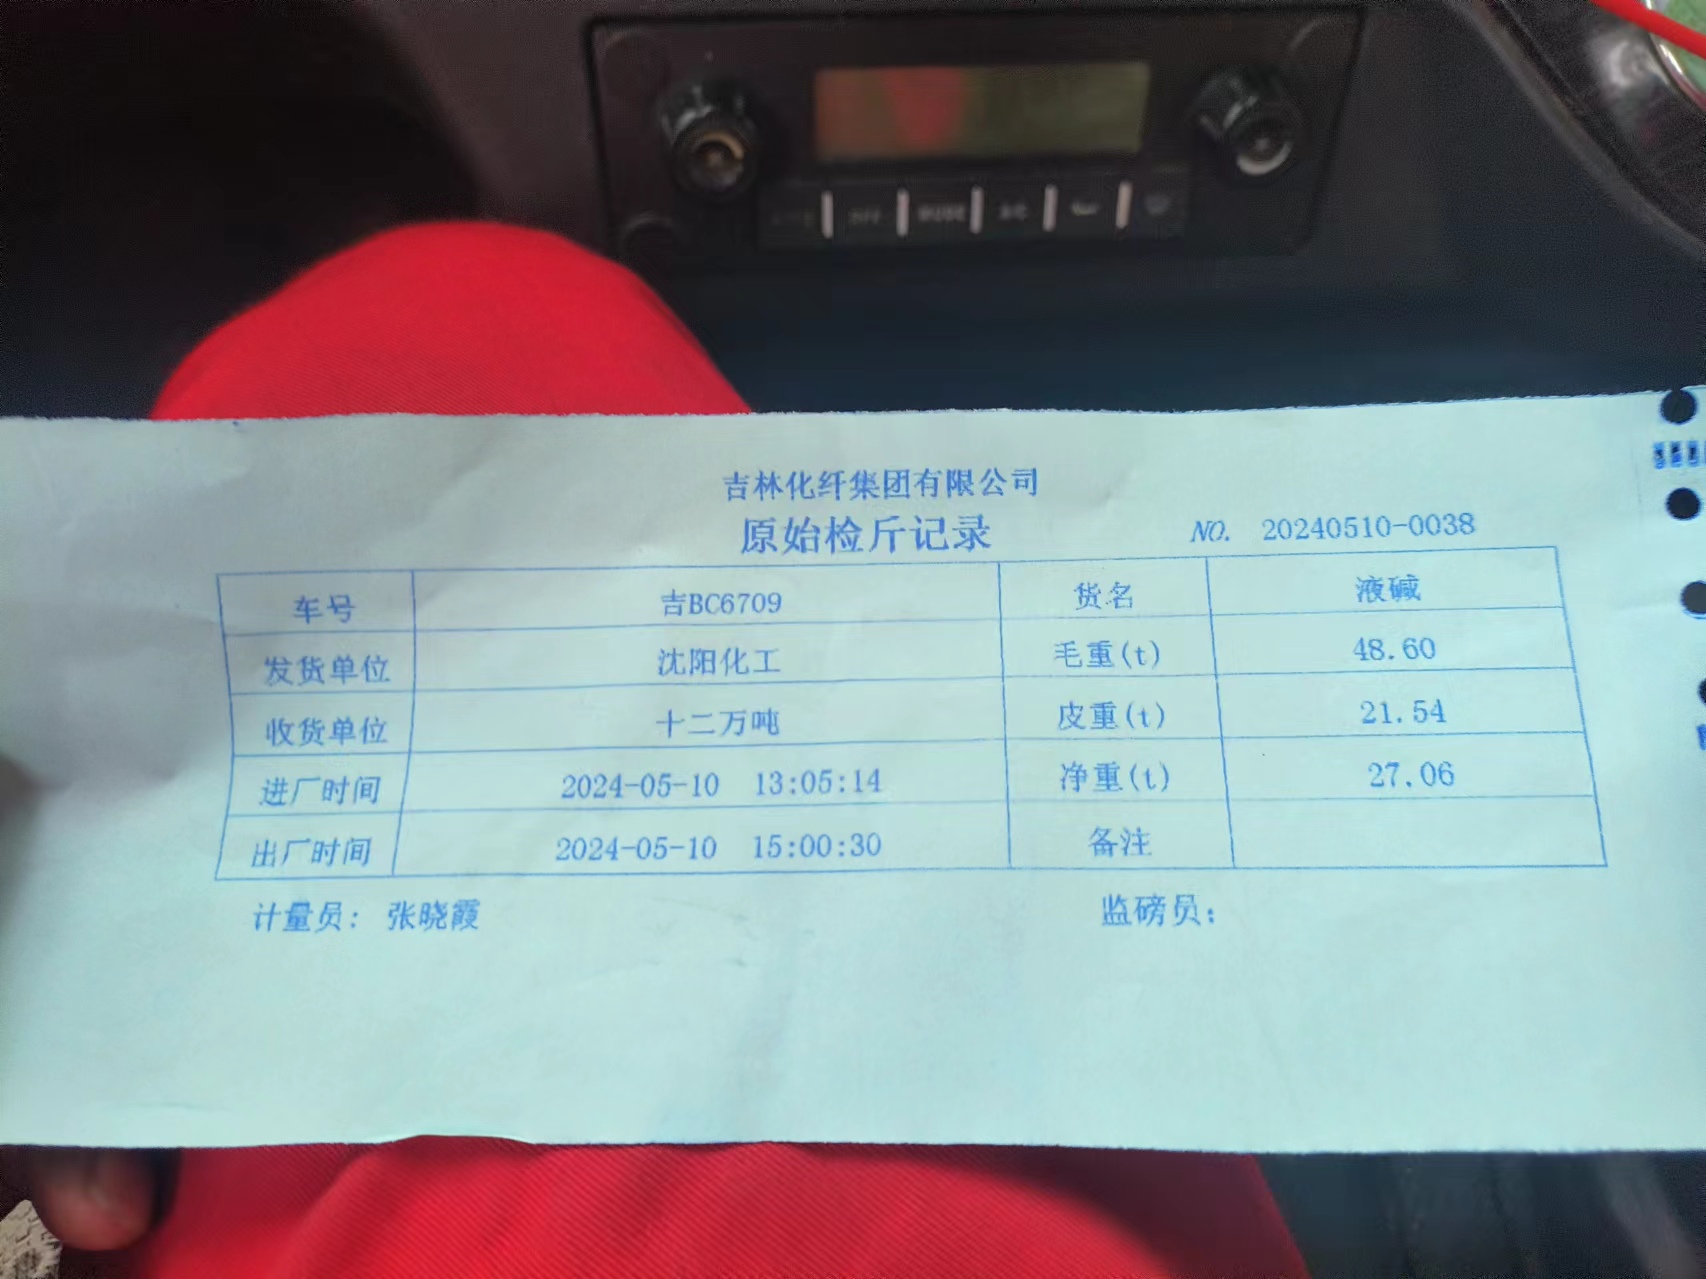 吉林化纤集团有限公司
原始检斤记录
NO. 20240510-0038
车号 吉BC6709 货名 液碱
发货单位 沈阳化工 毛重(t) 48.60
收货单位 十二万吨 皮重(t) 21.54
进厂时间 2024-05-10 13:05:14 净重(t) 27.06
出厂时间 2024-05-10 15:00:30 备注
计量员: 张晓霞 监磅员: